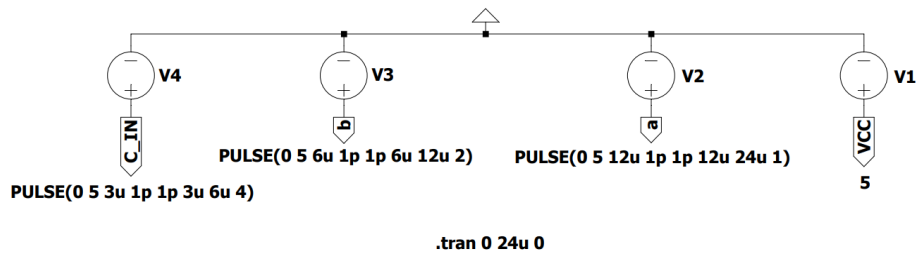 V4
V3
V2
V1
C_IN
b
a
VCC
PULSE(0 5 6u 1p 1p 6u 12u 2)
PULSE(0 5 12u 1p 1p 12u 24u 1)
5
PULSE(0 5 3u 1p 1p 3u 6u 4)
.tran 0 24u 0